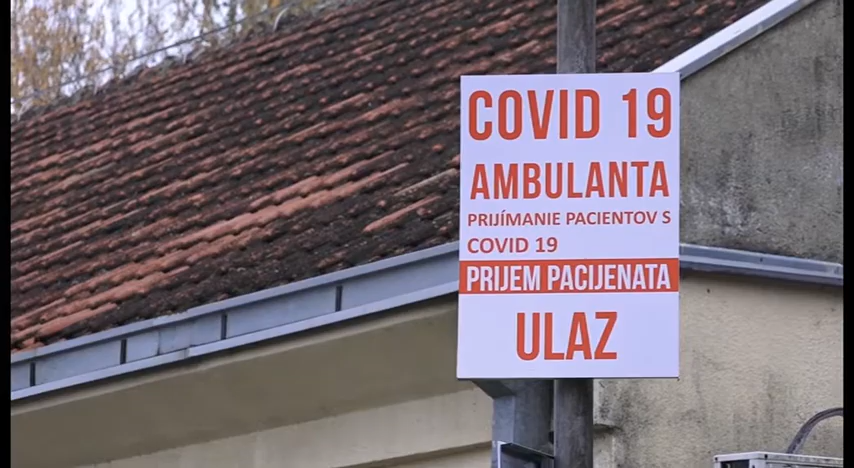 COVID 19
AMBULANTA
PRIJÍMANIE PACIENTOV S
COVID 19
PRIJEM PACIJENATA
ULAZ